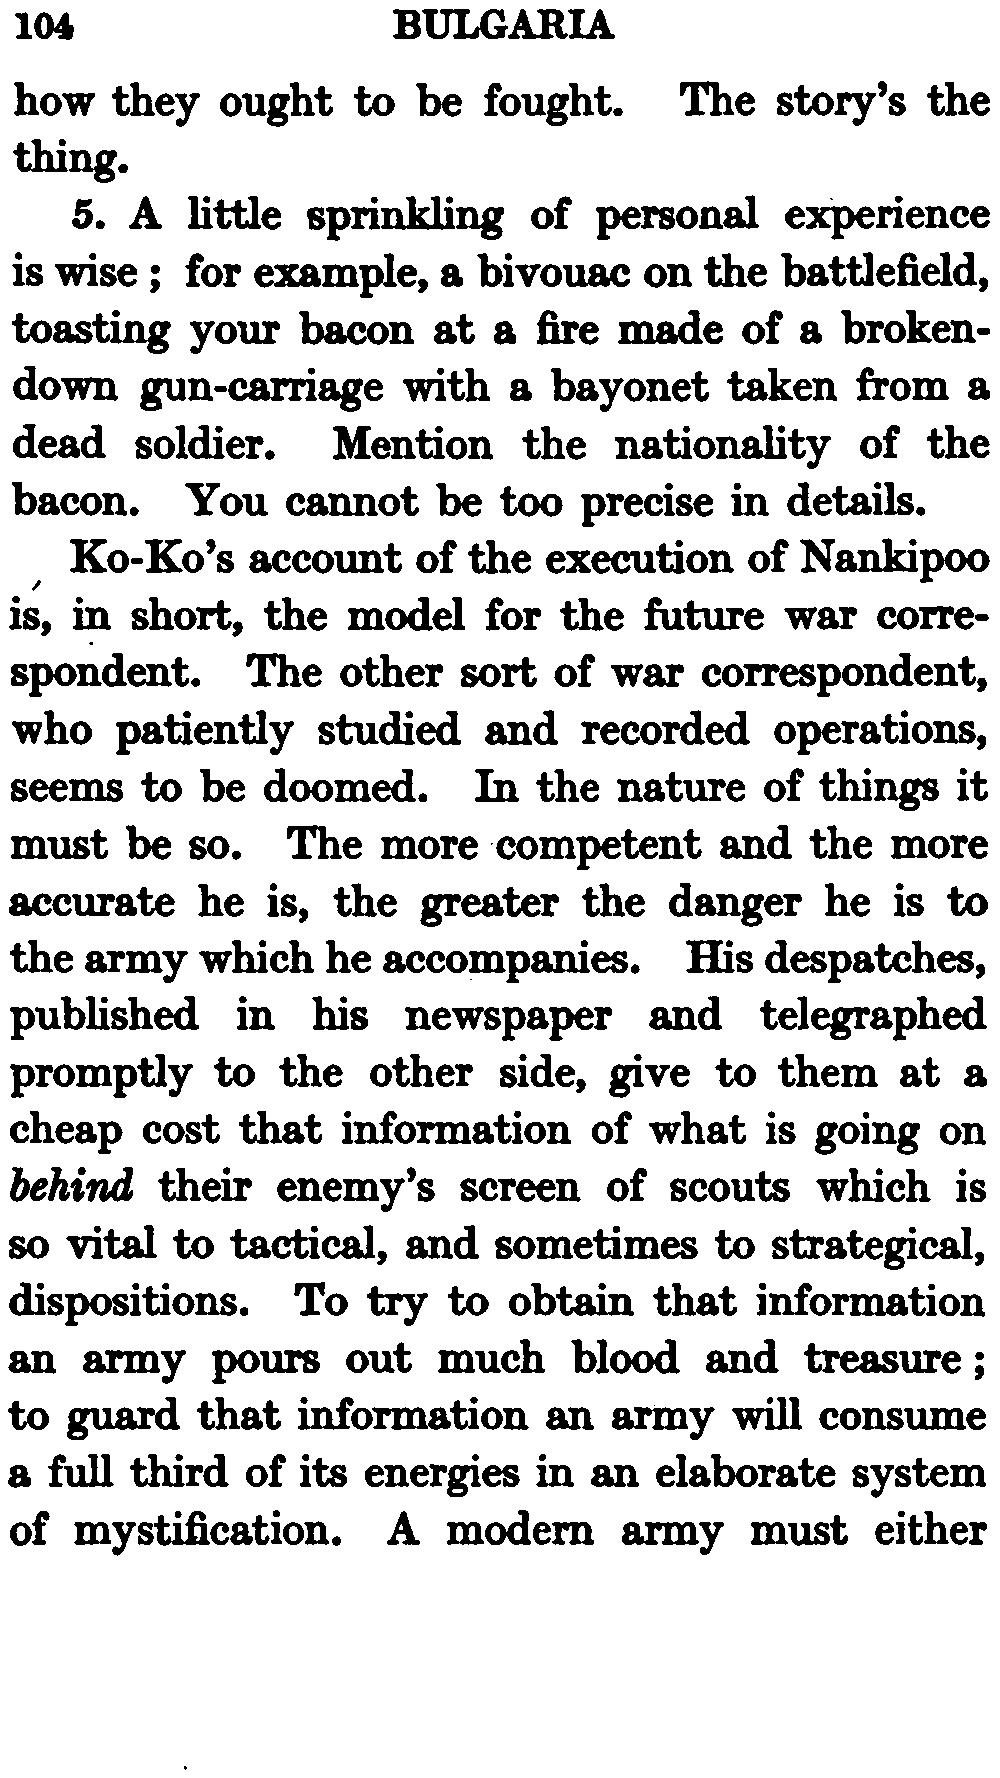 104 BULGARIA
how they ought to be fought. The story's the
thing.
5. A little sprinkling of personal experience
is wise ; for example, a bivouac on the battlefield,
toasting your bacon at a fire made of a broken-
down gun-carriage with a bayonet taken from a
dead soldier. Mention the nationality of the
bacon. You cannot be too precise in details.
Ko-Ko's account of the execution of Nankipoo
is, in short, the model for the future war corre-
spondent. The other sort of war correspondent,
who patiently studied and recorded operations,
seems to be doomed. In the nature of things it
must be so. The more competent and the more
accurate he is, the greater the danger he is to
the army which he accompanies. His despatches,
published in his newspaper and telegraphed
promptly to the other side, give to them at a
cheap cost that information of what is going on
behind their enemy's screen of scouts which is
so vital to tactical, and sometimes to strategical,
dispositions. To try to obtain that information
an army pours out much blood and treasure ;
to guard that information an army will consume
a full third of its energies in an elaborate system
of mystification. A modern army must either